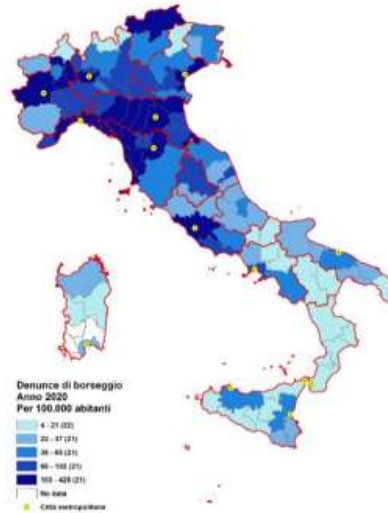 Denunce di borseggio
Anno 2020
Per 100.000 abitanti
4 - 21 (22)
22 - 37 (21)
38 - 65 (21)
66 - 102 (21)
103 - 428 (21)
No data
Città metropolitane